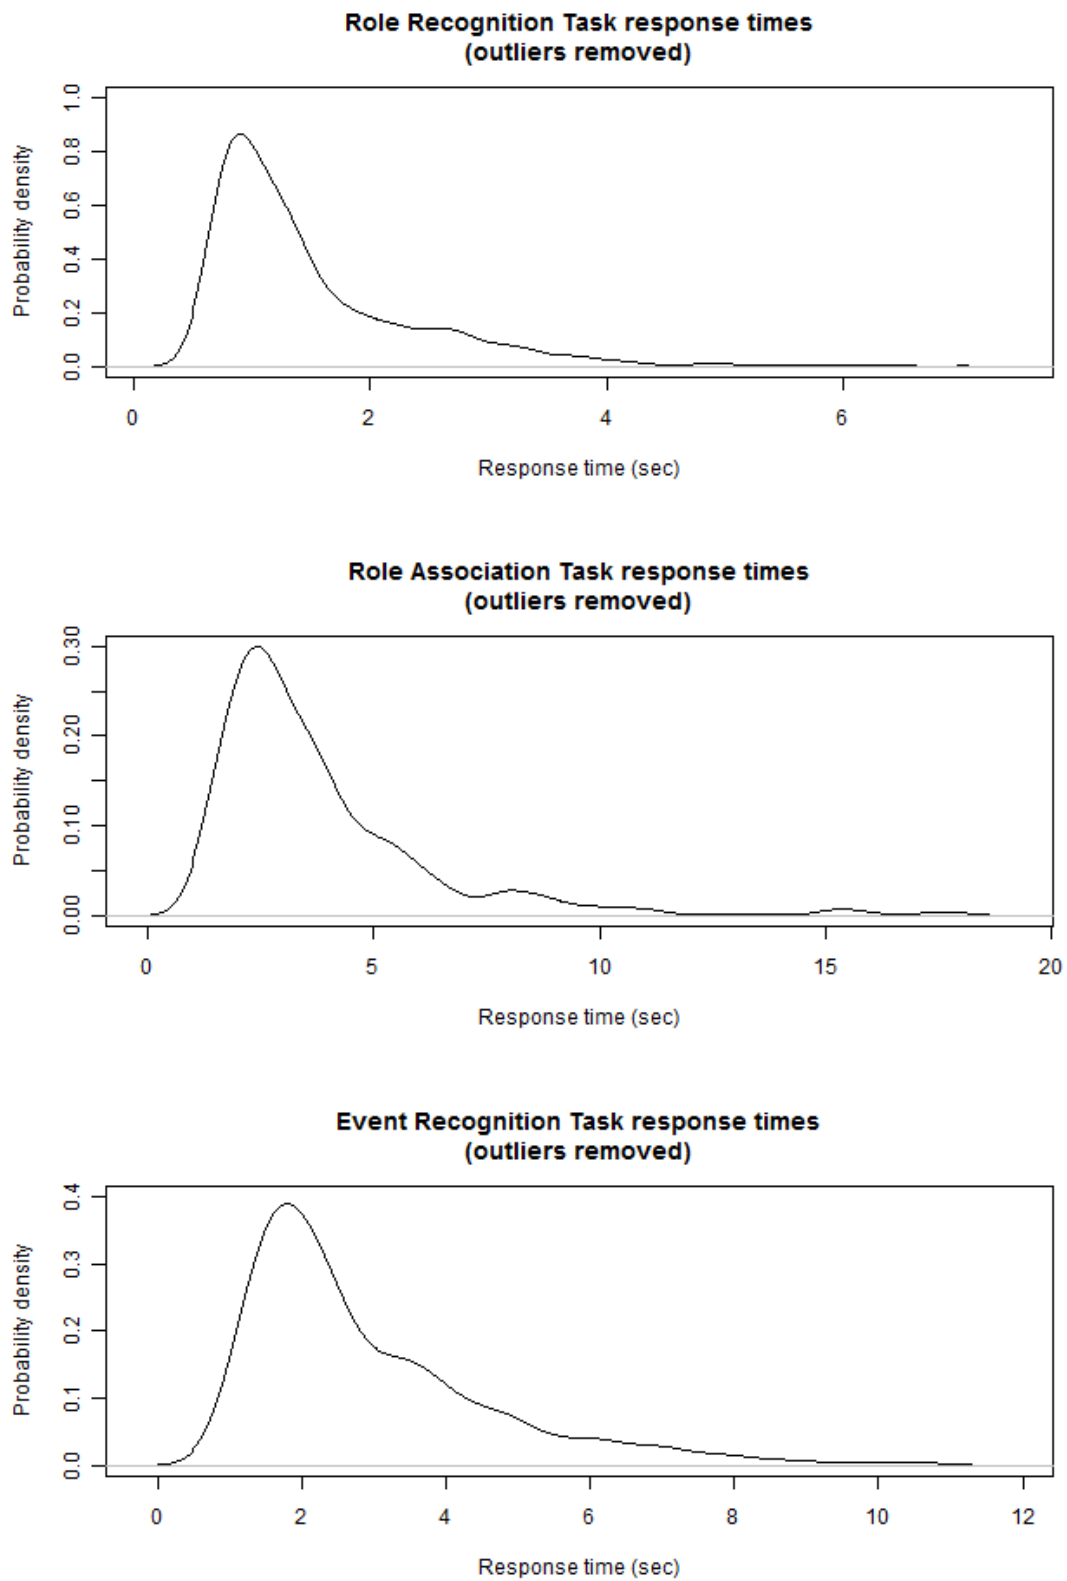 Role Recognition Task response times
(outliers removed)
Probability density
1.0
0.8
0.6
0.4
0.2
0.0
0 2 4 6
Response time (sec)
Role Association Task response times
(outliers removed)
Probability density
0.30
0.20
0.10
0.00
0 5 10 15 20
Response time (sec)
Event Recognition Task response times
(outliers removed)
Probability density
0.4
0.3
0.2
0.1
0.0
0 2 4 6 8 10 12
Response time (sec)